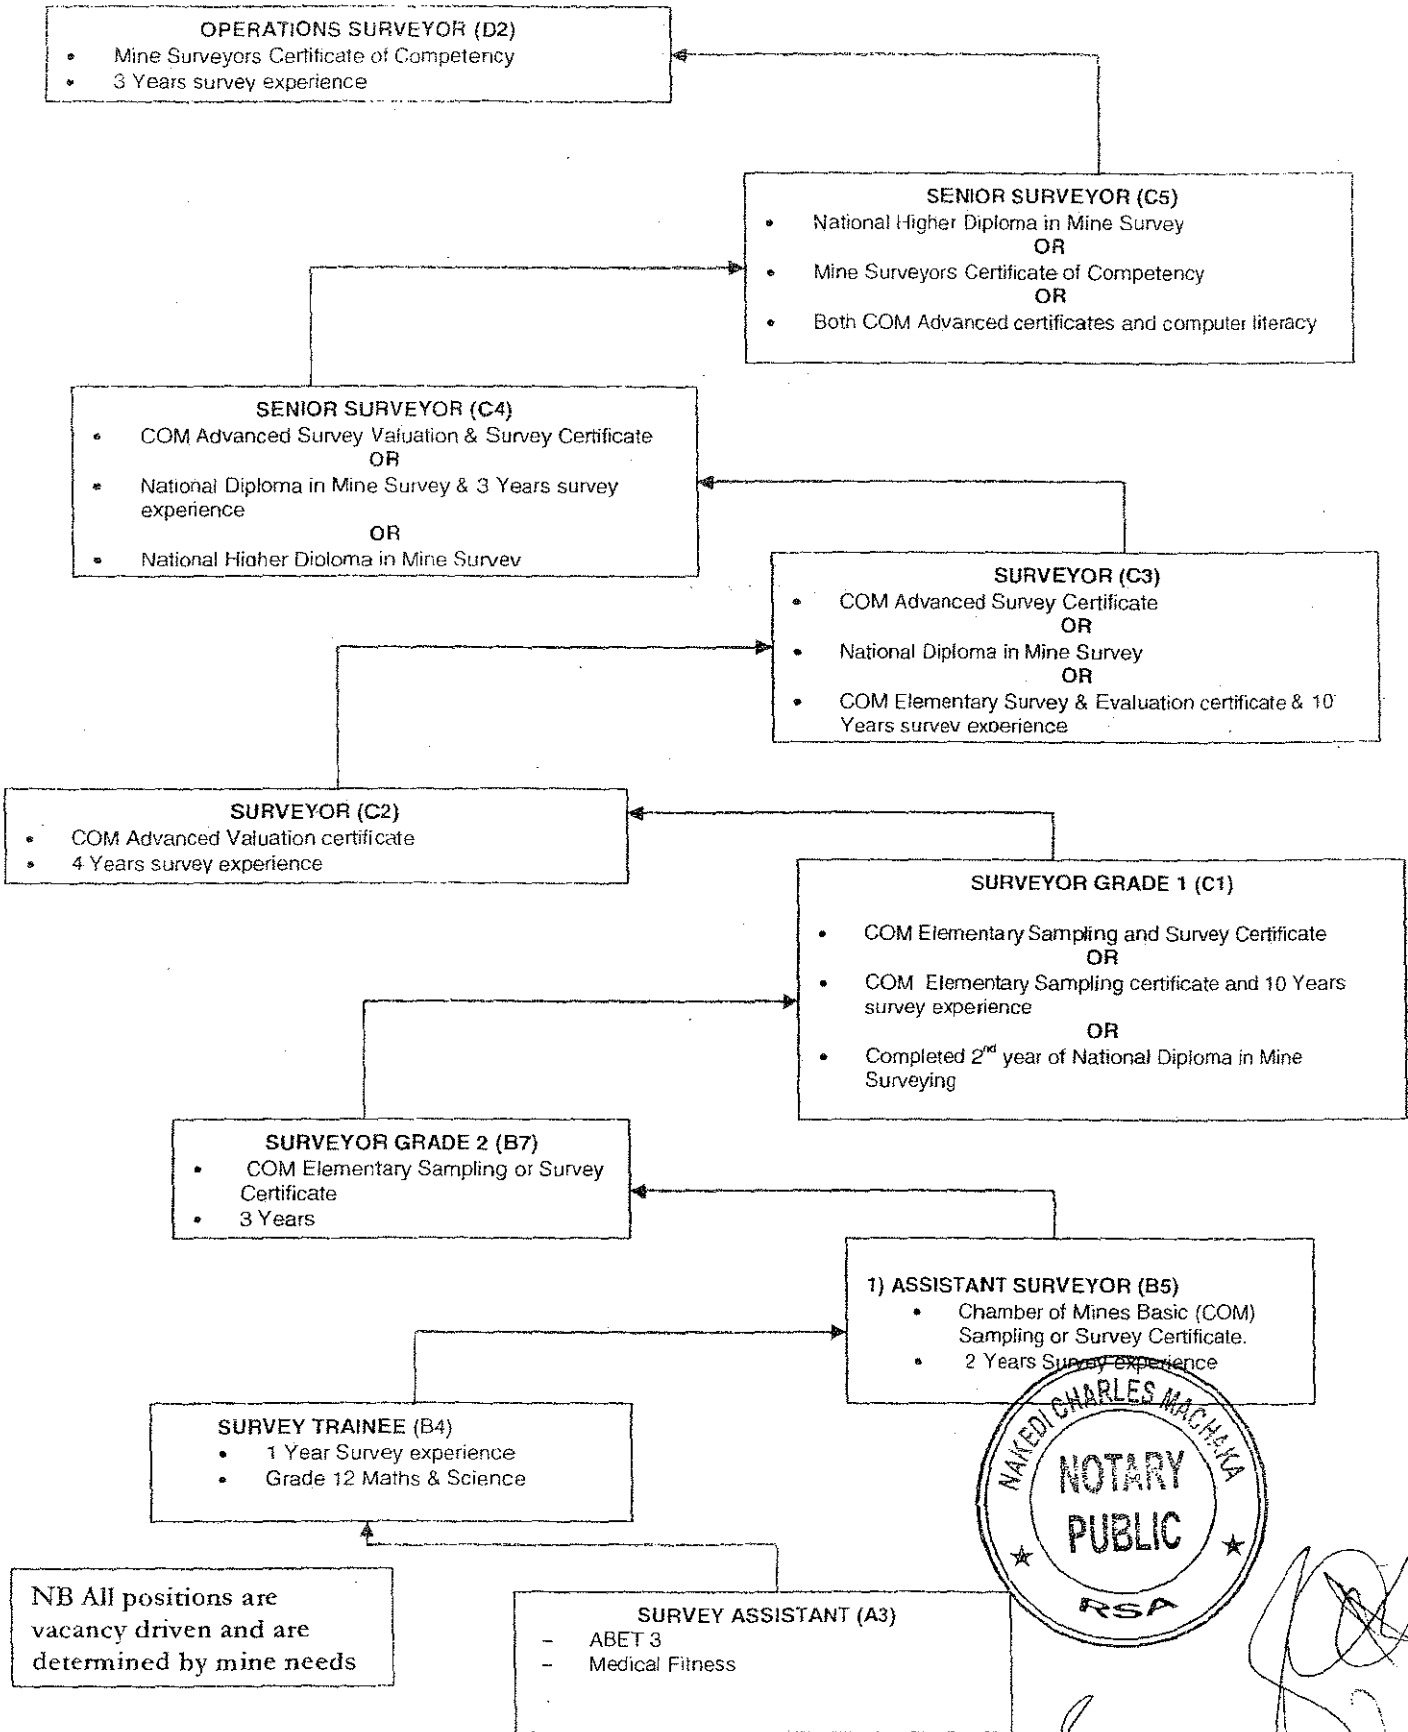 OPERATIONS SURVEYOR (D2)
• Mine Surveyors Certificate of Competency
• 3 Years survey experience
SENIOR SURVEYOR (C5)
• National Higher Diploma in Mine Survey
OR
• Mine Surveyors Certificate of Competency
OR
• Both COM Advanced certificates and computer literacy
SENIOR SURVEYOR (C4)
• COM Advanced Survey Valuation & Survey Certificate
OR
• National Diploma in Mine Survey & 3 Years survey
experience
OR
• National Higher Diploma in Mine Survey
SURVEYOR (C3)
• COM Advanced Survey Certificate
OR
• National Diploma in Mine Survey
OR
• COM Elementary Survey & Evaluation certificate & 10
Years survey experience
SURVEYOR (C2)
• COM Advanced Valuation certificate
• 4 Years survey experience
SURVEYOR GRADE 1 (C1)
• COM Elementary Sampling and Survey Certificate
OR
• COM Elementary Sampling certificate and 10 Years
survey experience
OR
• Completed 2nd year of National Diploma in Mine
Surveying
SURVEYOR GRADE 2 (B7)
• COM Elementary Sampling or Survey
Certificate
• 3 Years
1) ASSISTANT SURVEYOR (B5)
• Chamber of Mines Basic (COM)
Sampling or Survey Certificate.
• 2 Years Survey experience
SURVEY TRAINEE (B4)
• 1 Year Survey experience
• Grade 12 Maths & Science
NAKEDI CHARLES MACHAKA
NOTARY
PUBLIC
RSA
NB All positions are
vacancy driven and are
determined by mine needs
SURVEY ASSISTANT (A3)
– ABET 3
– Medical Fitness